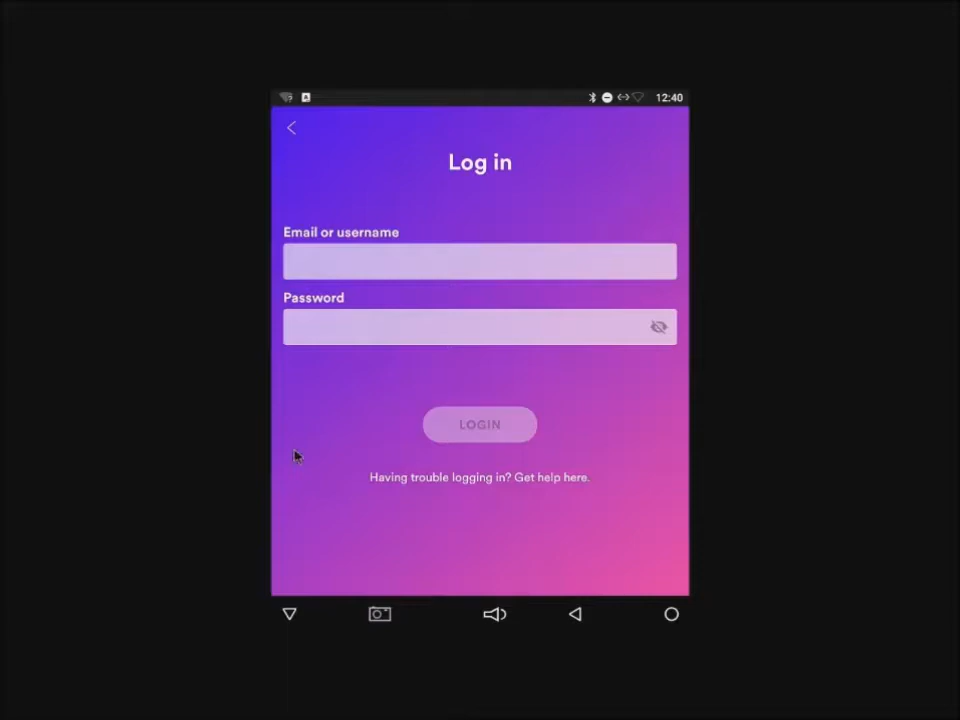 12:40
Log in
Email or username
Password
LOGIN
Having trouble logging in? Get help here.